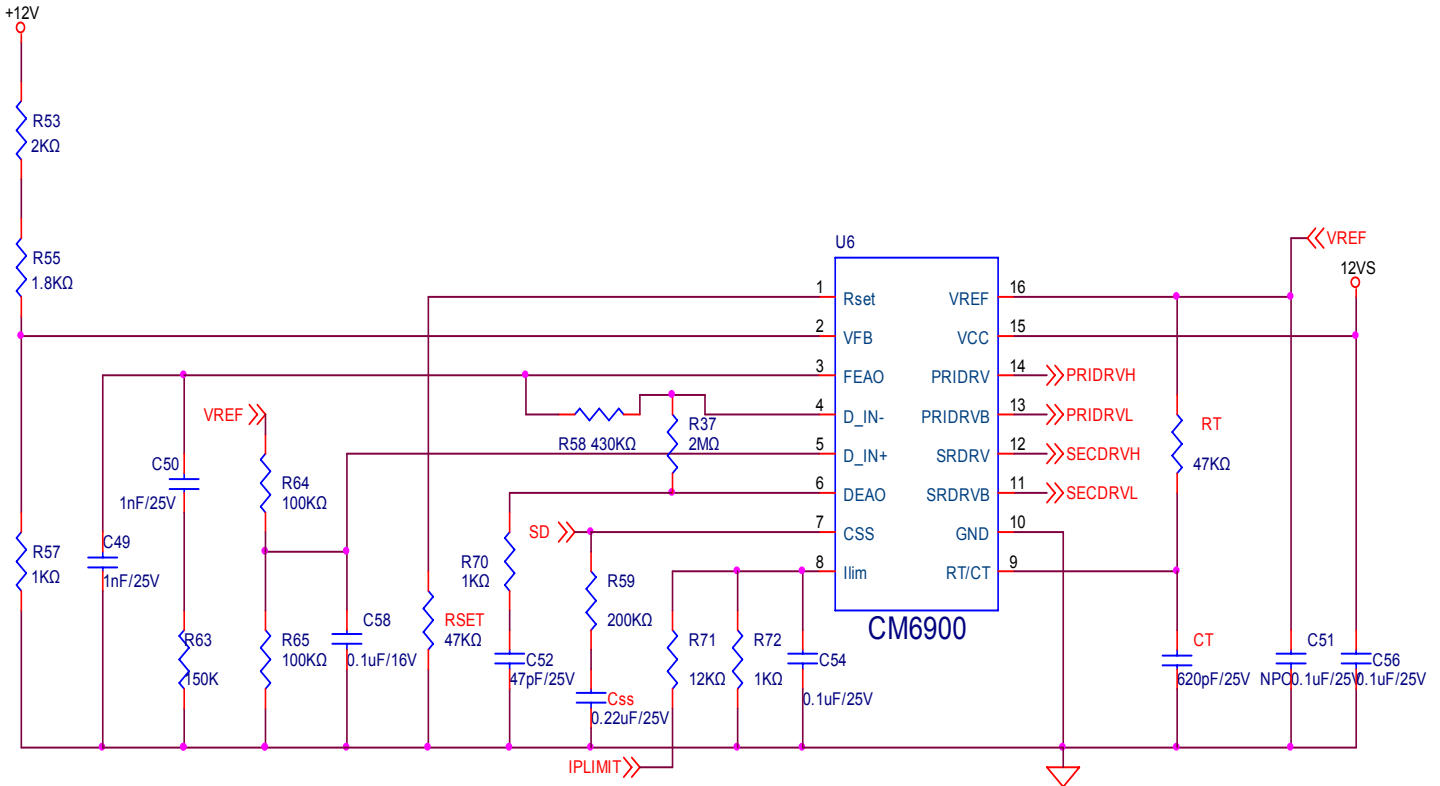 +12V
R53
2KΩ
R55
1.8KΩ
R57
1KΩ
C49
1nF/25V
C50
1nF/25V
R63
150K
VREF
R64
100KΩ
R65
100KΩ
C58
0.1uF/16V
RSET
47KΩ
R58 430KΩ
R37
2MΩ
R70
1KΩ
C52
47pF/25V
SD
R59
200KΩ
Css
0.22uF/25V
IPLIMIT
R71
12KΩ
R72
1KΩ
C54
0.1uF/25V
U6
1 Rset
2 VFB
3 FEAO
4 D_IN-
5 D_IN+
6 DEAO
7 CSS
8 Ilim
VREF 16
VCC 15
PRIDRV 14
PRIDRVB 13
SRDRV 12
SRDRVB 11
GND 10
RT/CT 9
CM6900
PRIDRVH
PRIDRVL
SECDRVH
SECDRVL
VREF
12VS
RT
47KΩ
CT
620pF/25V NPO
C51
0.1uF/25V
C56
0.1uF/25V